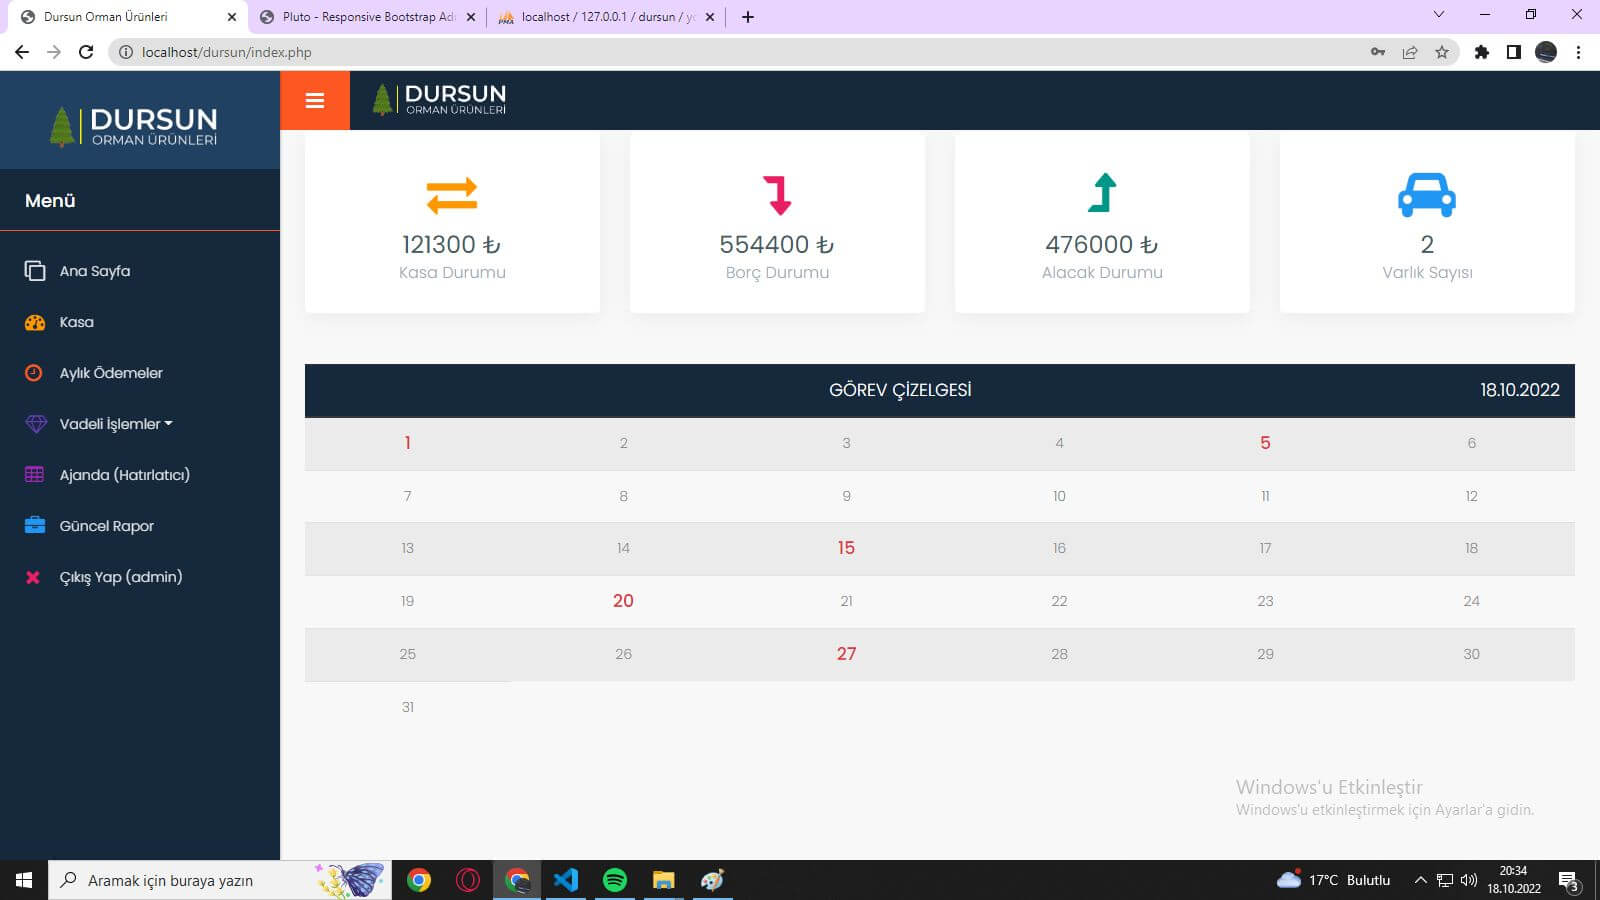 Dursun Orman Ürünleri
Pluto - Responsive Bootstrap Ad
localhost / 127.0.0.1 / dursun / y
localhost/dursun/index.php
DURSUN
ORMAN ÜRÜNLERİ
DURSUN
ORMAN ÜRÜNLERİ
Menü
Ana Sayfa
Kasa
Aylık Ödemeler
Vadeli İşlemler
Ajanda (Hatırlatıcı)
Güncel Rapor
Çıkış Yap (admin)
121300 ₺
Kasa Durumu
554400 ₺
Borç Durumu
476000 ₺
Alacak Durumu
2
Varlık Sayısı
GÖREV ÇİZELGESİ 18.10.2022
1 2 3 4 5 6
7 8 9 10 11 12
13 14 15 16 17 18
19 20 21 22 23 24
25 26 27 28 29 30
31
Windows'u Etkinleştir
Windows'u etkinleştirmek için Ayarlar'a gidin.
Aramak için buraya yazın
17°C Bulutlu
20:34
18.10.2022
3